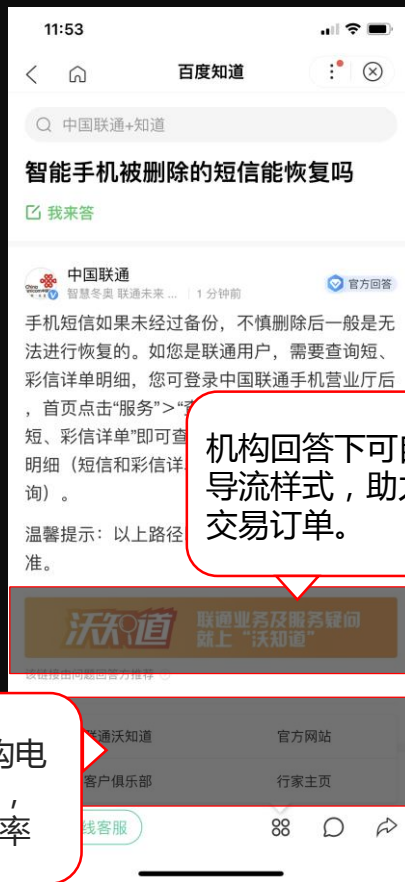 11:53
百度知道
中国联通+知道
智能手机被删除的短信能恢复吗
我来答
中国联通
智慧冬奥 联通未来 ...
1 分钟前
官方回答
手机短信如果未经过备份，不慎删除后一般是无
法进行恢复的。如您是联通用户，需要查询短、
彩信详单明细，您可登录中国联通手机营业厅后
，首页点击“服务”>“
短、彩信详单”即可查
明细（短信和彩信详
询）。
温馨提示：以上路径
准。
机构回答下可
导流样式，助
交易订单。
沃知道
联通业务及服务疑问
就上“沃知道”
该链接由问题回答方推荐
通沃知道
官方网站
客户俱乐部
行家主页
电
，
率
线客服